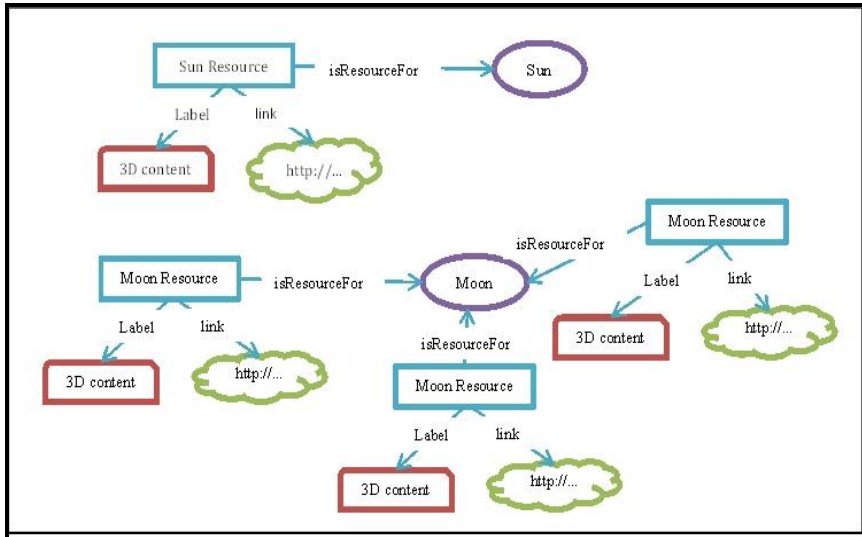 Sun Resource
isResourceFor
Sun
Label
link
3D content
http://...
Moon Resource
isResourceFor
Moon
isResourceFor
Moon Resource
Label
link
3D content
http://...
Label
link
3D content
http://...
isResourceFor
Moon Resource
Label
link
3D content
http://...